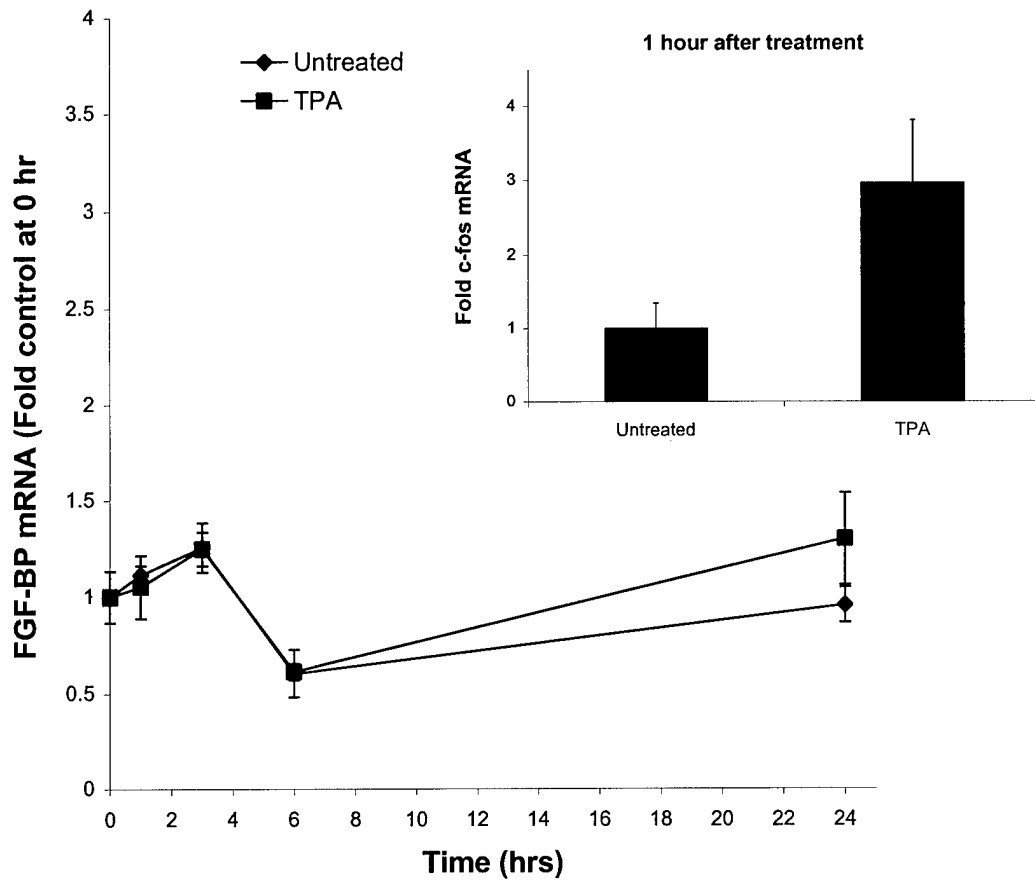 FGF-BP mRNA (Fold control at 0 hr
4
3.5
3
2.5
2
1.5
1
0.5
0
Untreated
TPA
0 2 4 6 8 10 12 14 16 18 20 22 24
Time (hrs)
1 hour after treatment
Fold c-fos mRNA
4
3
2
1
0
Untreated TPA